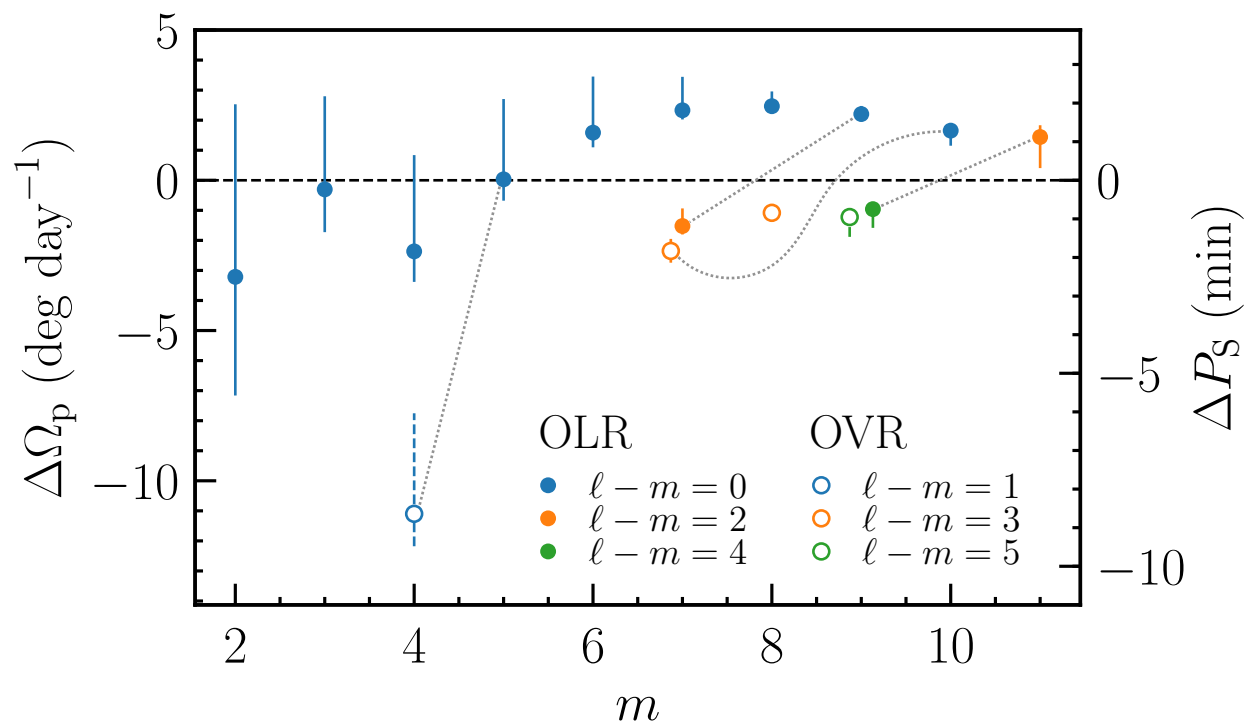 5
0
−5
−10
ΔΩₚ (deg day⁻¹)
0
−5
−10
ΔP_S (min)
OLR OVR
ℓ − m = 0 ℓ − m = 1
ℓ − m = 2 ℓ − m = 3
ℓ − m = 4 ℓ − m = 5
2 4 6 8 10
m